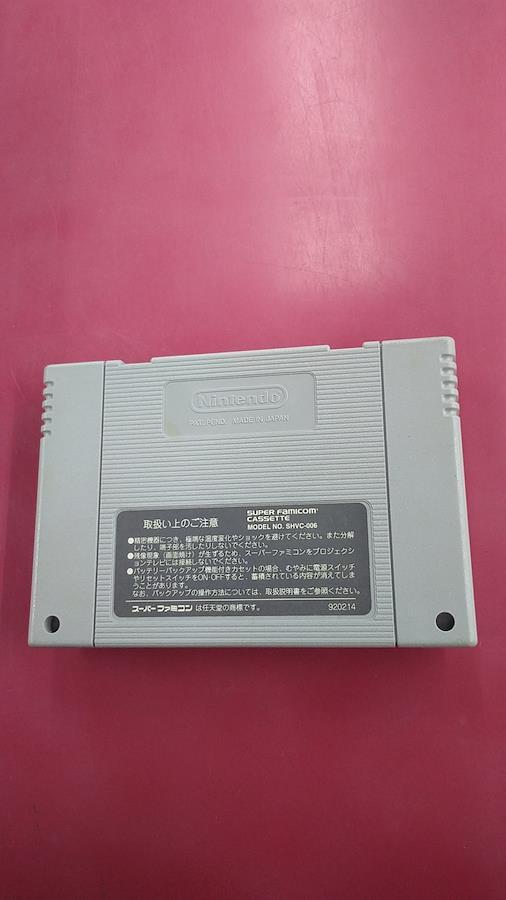 Nintendo
PAT. PEND. MADE IN JAPAN
取扱い上のご注意
SUPER FAMICOM
CASSETTE
MODEL NO. SHVC-006
●精密機器につき、極端な温度変化やショックを避けてください。また分解
したり、端子部を汚したりしないでください。
●残像現象（画面焼け）が生ずるため、スーパーファミコンをプロジェクシ
ョンテレビには接続しないでください。
●バッテリーバックアップ機能付きカセットの場合、むやみに電源スイッチ
やリセットスイッチをON・OFFすると、蓄積されている内容が消えてしま
うことがあります。
なお、バックアップの操作方法については、取扱説明書をご参照ください。
スーパーファミコン は任天堂の商標です。
920214